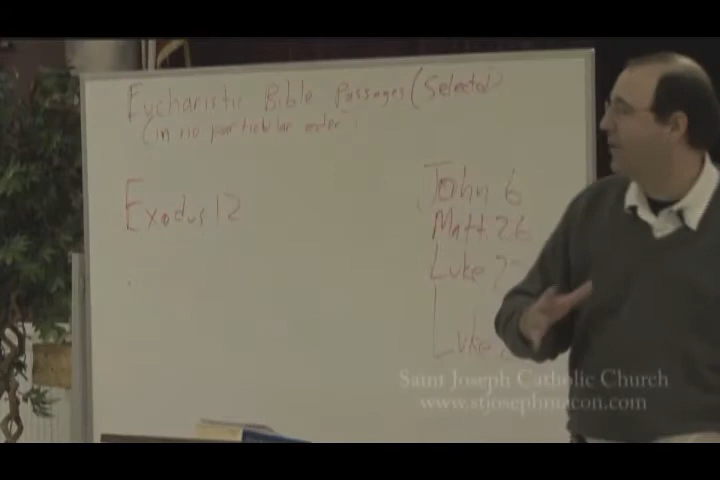 Eucharistic Bible Passages (Selected)
(in no particular order
Exodus 12
John 6
Matt. 26
Luke
Luke
Saint Joseph Catholic Church
www.stjosephmacon.com